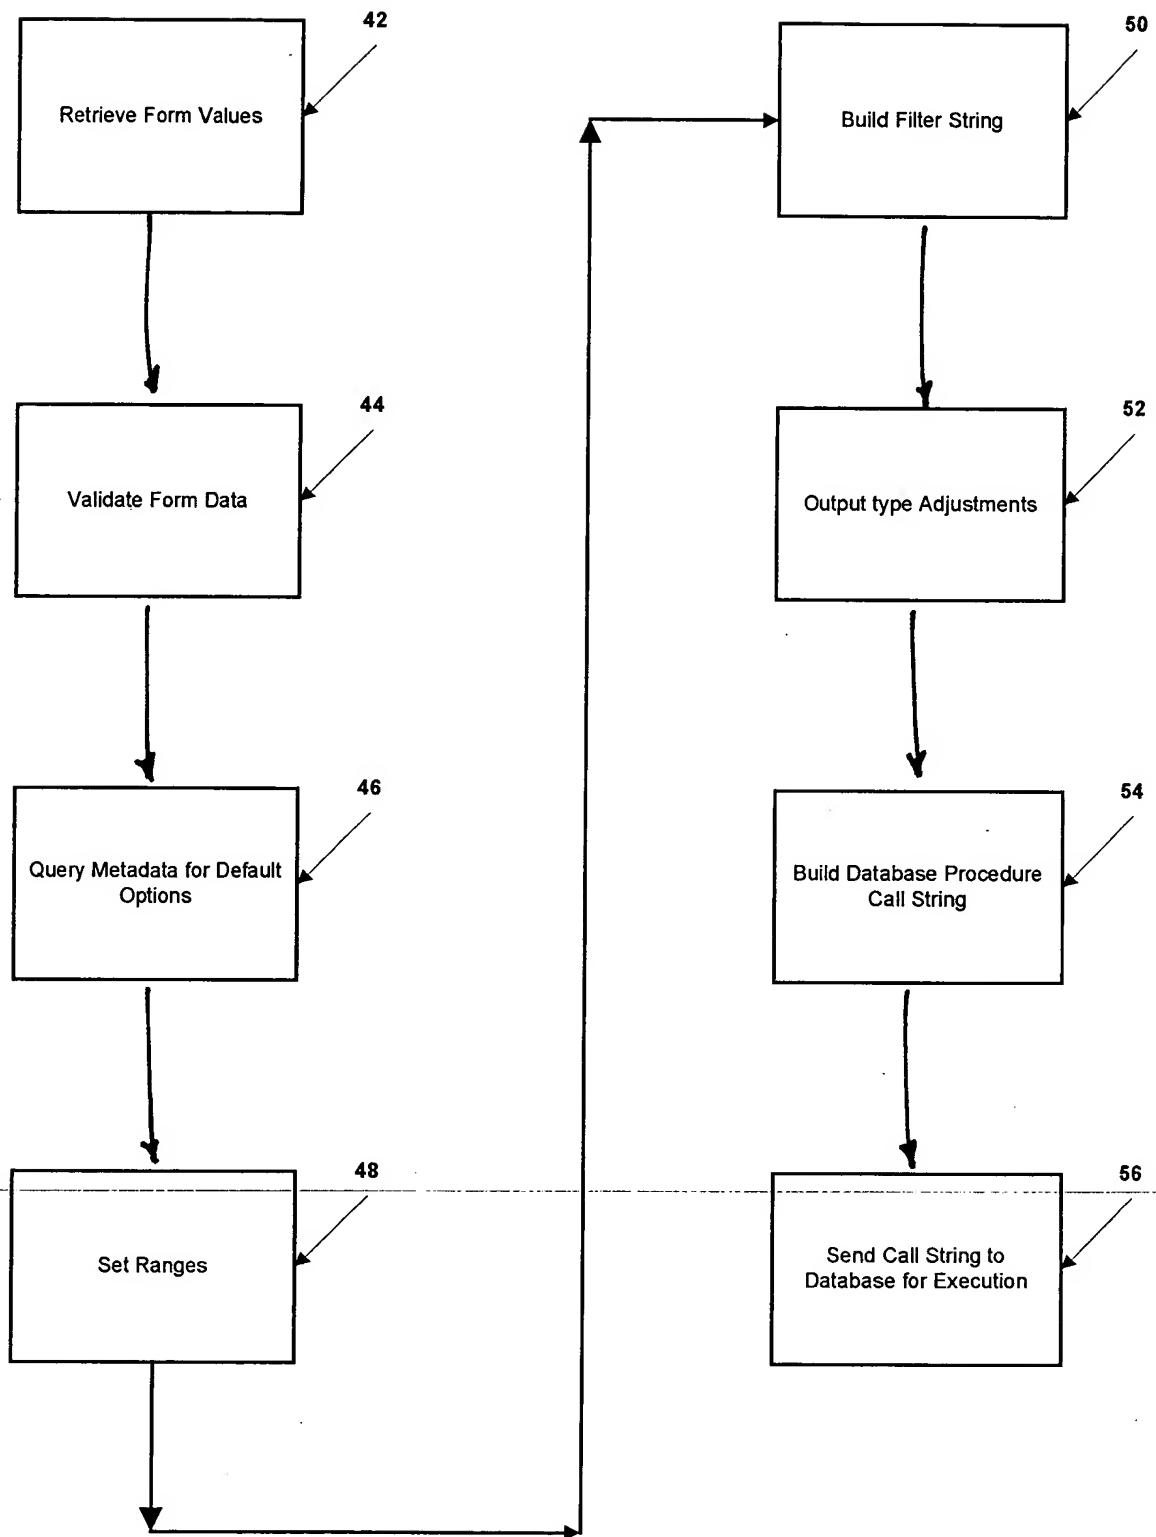 42
Retrieve Form Values
44
Validate Form Data
46
Query Metadata for Default
Options
48
Set Ranges
50
Build Filter String
52
Output type Adjustments
54
Build Database Procedure
Call String
56
Send Call String to
Database for Execution